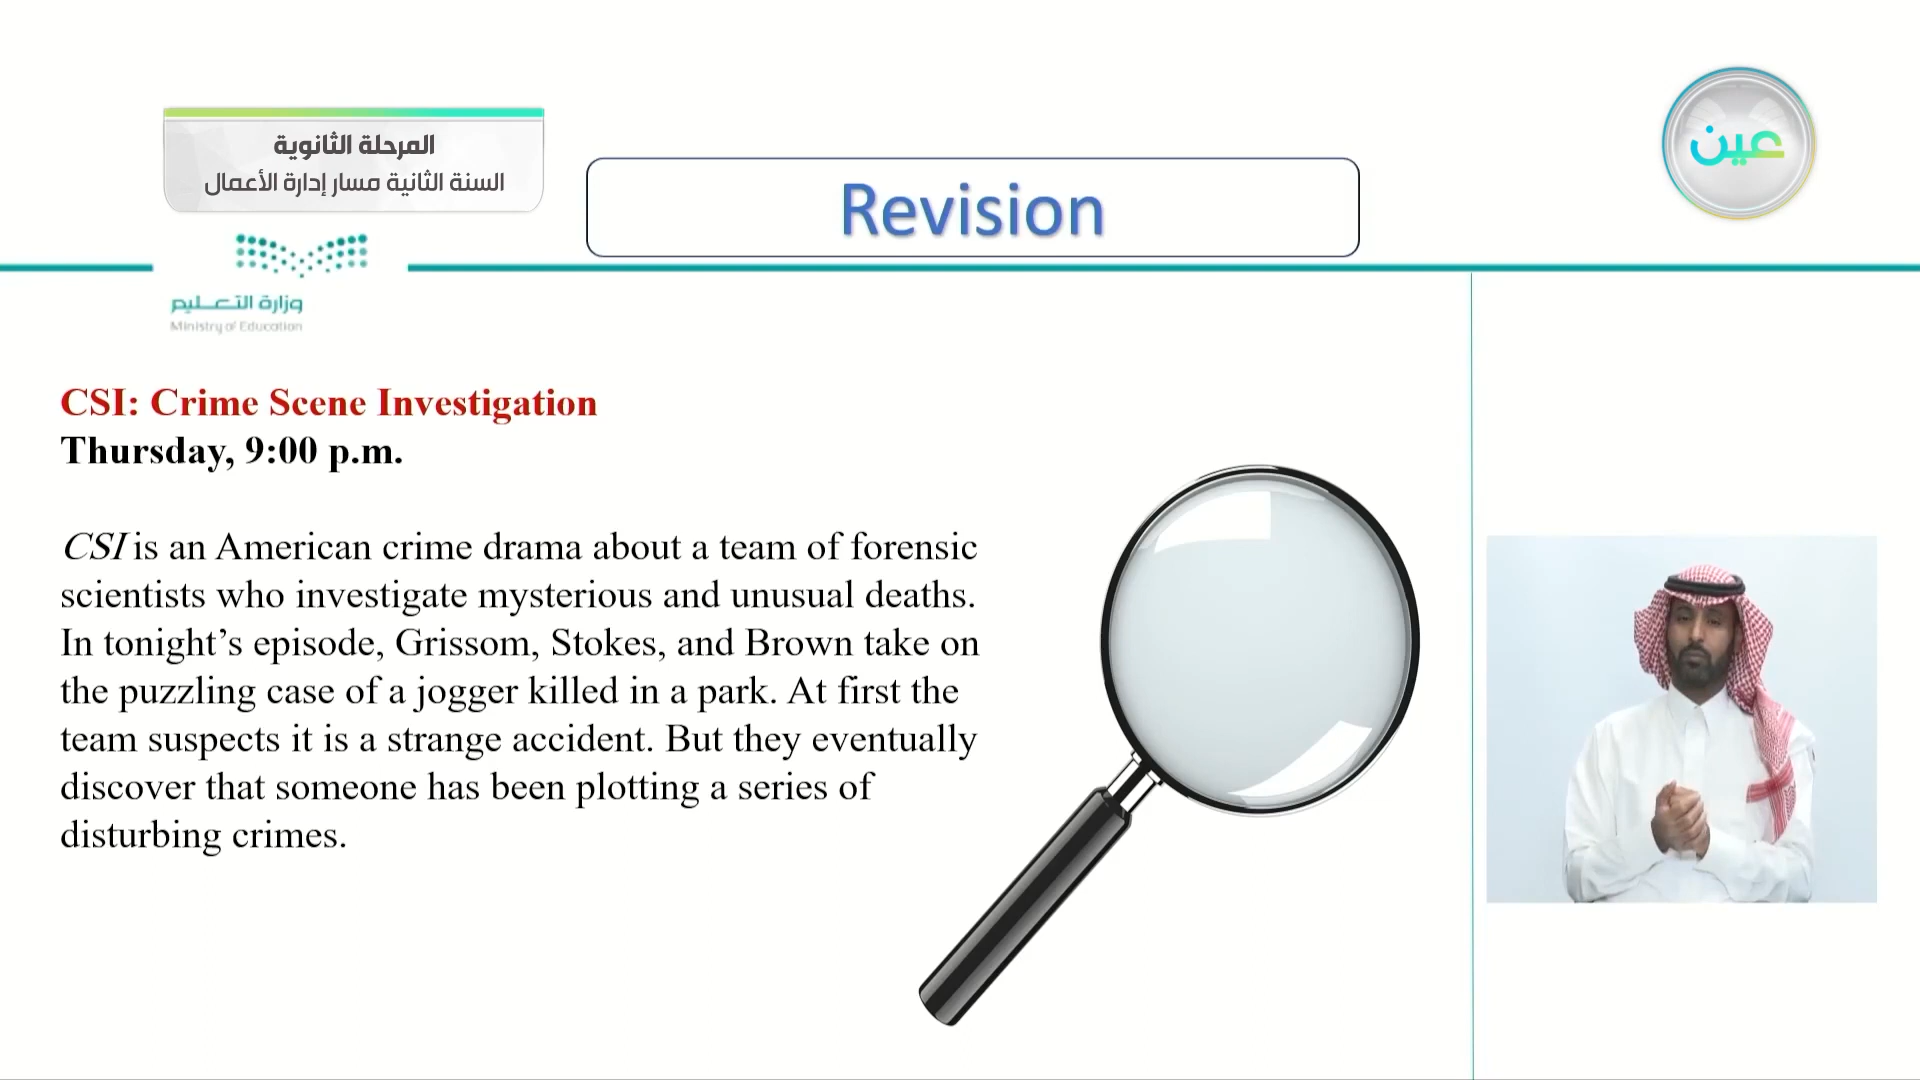 المرحلة الثانوية
السنة الثانية مسار إدارة الأعمال
عين
Revision
وزارة التعليم
Ministry of Education
CSI: Crime Scene Investigation
Thursday, 9:00 p.m.
CSI is an American crime drama about a team of forensic
scientists who investigate mysterious and unusual deaths.
In tonight’s episode, Grissom, Stokes, and Brown take on
the puzzling case of a jogger killed in a park. At first the
team suspects it is a strange accident. But they eventually
discover that someone has been plotting a series of
disturbing crimes.